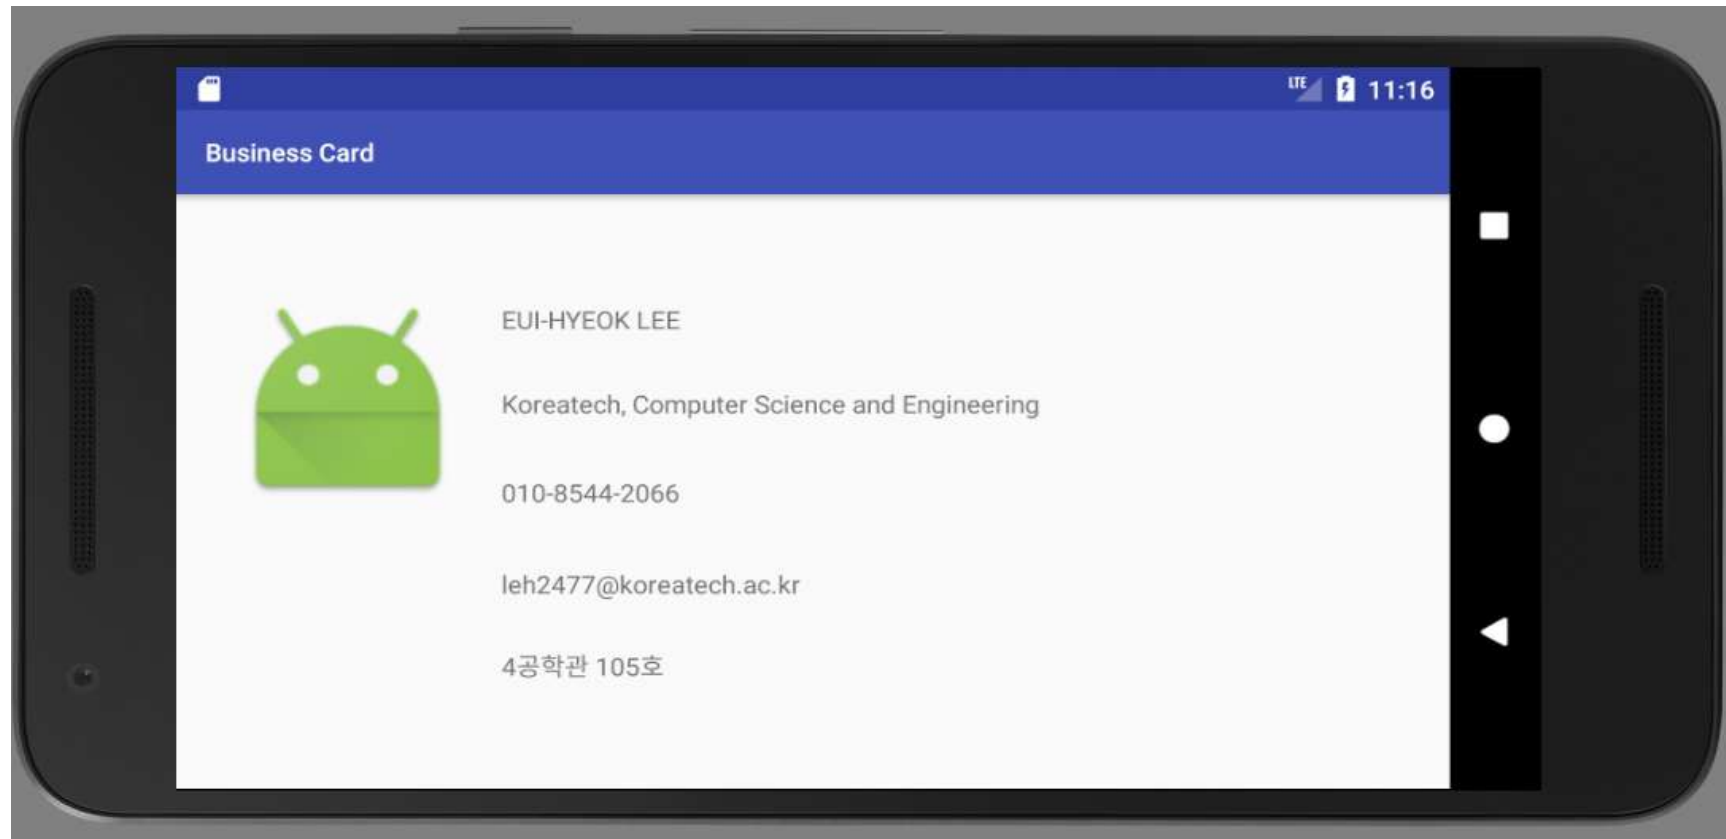 LTE 11:16
Business Card
EUI-HYEOK LEE
Koreatech, Computer Science and Engineering
010-8544-2066
leh2477@koreatech.ac.kr
4공학관 105호